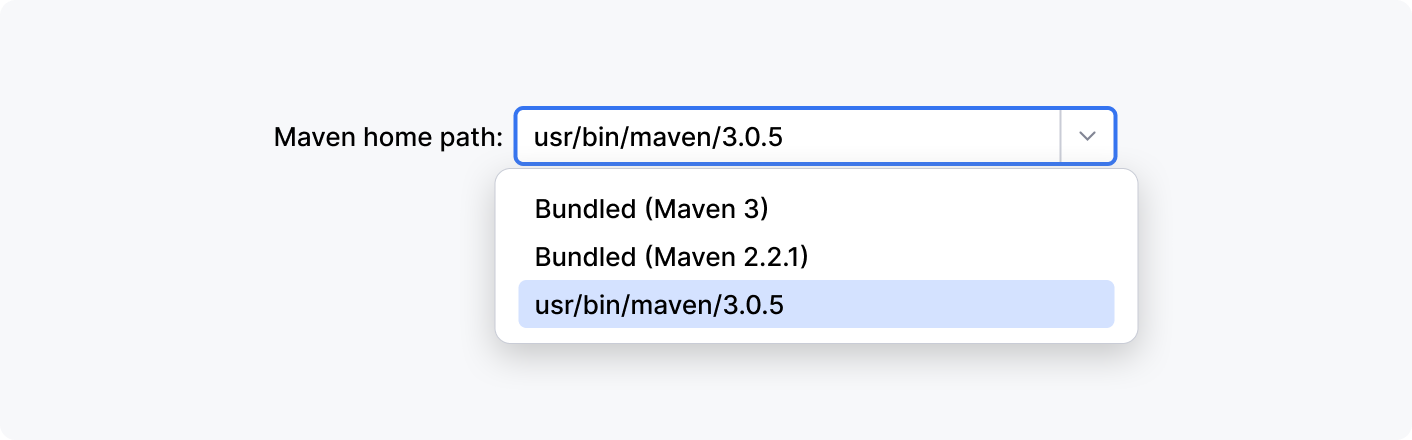 Maven home path: usr/bin/maven/3.0.5
Bundled (Maven 3)
Bundled (Maven 2.2.1)
usr/bin/maven/3.0.5